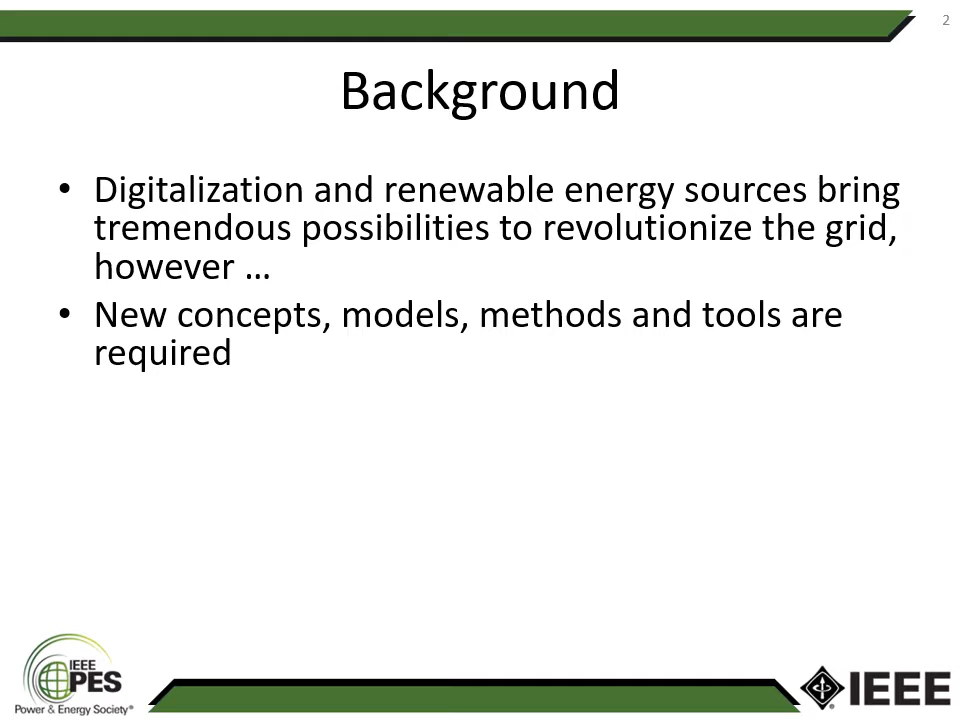 2
Background
• Digitalization and renewable energy sources bring
tremendous possibilities to revolutionize the grid,
however …
• New concepts, models, methods and tools are
required
IEEE
PES
Power & Energy Society®
IEEE